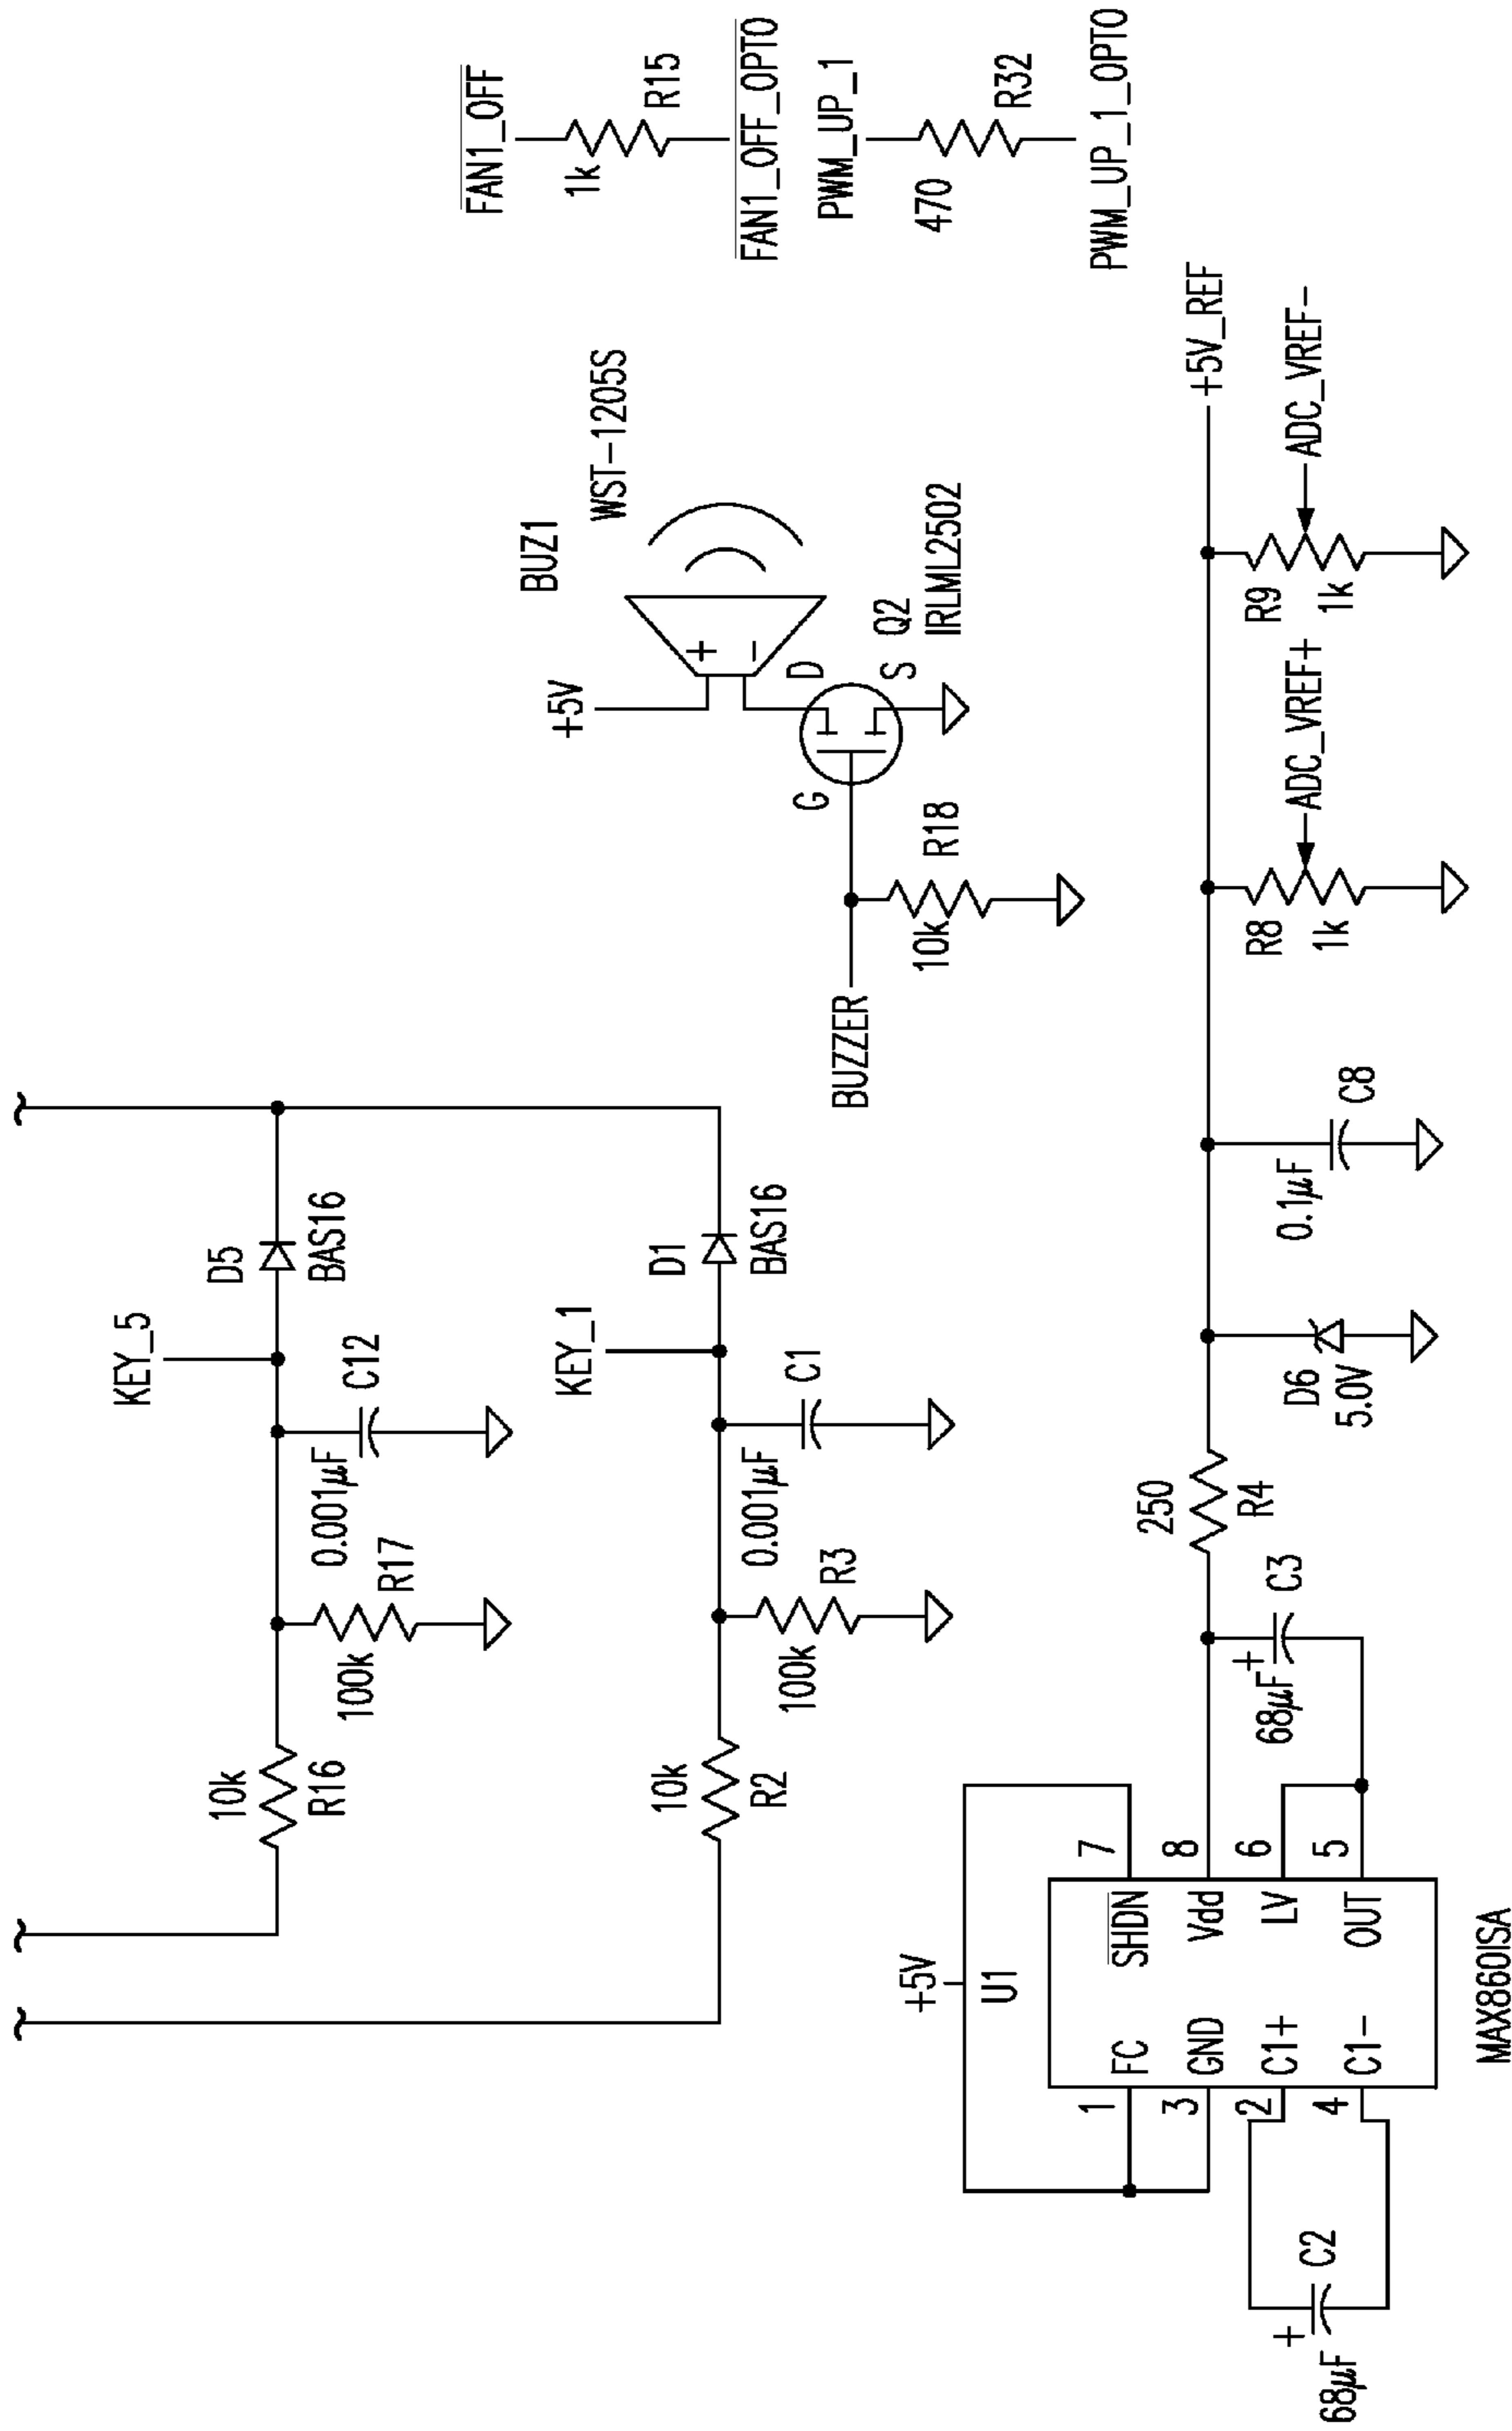 FAN1_OFF
1k
R15
FAN1_OFF_OPTO
PWM_UP_1
470
R32
PWM_UP_1_OPTO
KEY_5
D5
BAS16
10k
R16
100k
R17
0.001μF
C12
KEY_1
D1
BAS16
10k
R2
100k
R3
0.001μF
C1
+5V
BUZ1
WST-1205S
+
-
D
G
S
Q2
IRLML2502
BUZZER
10k
R18
+5V
U1
1
FC
SHDN
7
3
GND
Vdd
8
2
C1+
LV
6
4
C1-
OUT
5
MAX860ISA
+
68μF
C2
+
68μF
C3
250
R4
D6
5.0V
0.1μF
C8
R8
1k
ADC_VREF+
R9
1k
ADC_VREF-
+5V_REF